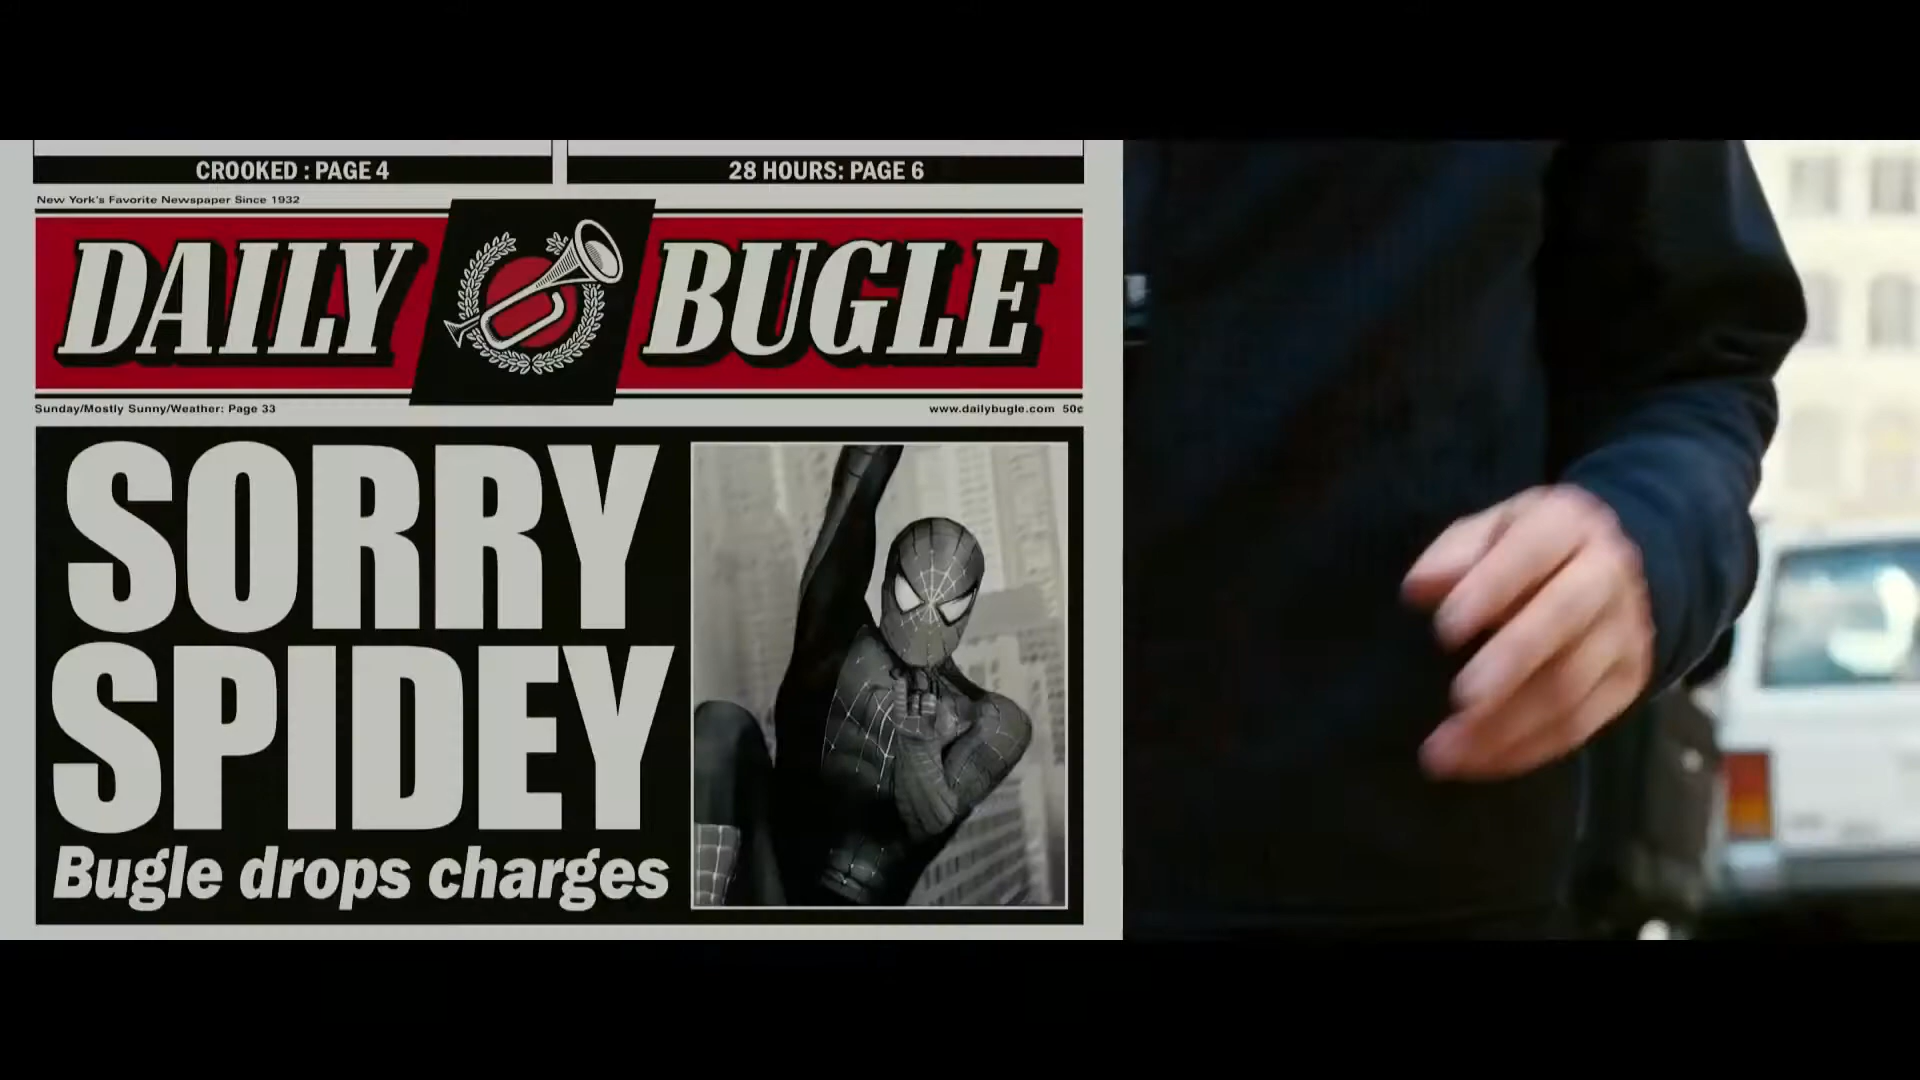 CROOKED : PAGE 4
28 HOURS: PAGE 6
New York's Favorite Newspaper Since 1932
DAILY BUGLE
Sunday/Mostly Sunny/Weather: Page 33
www.dailybugle.com 50¢
SORRY
SPIDEY
Bugle drops charges